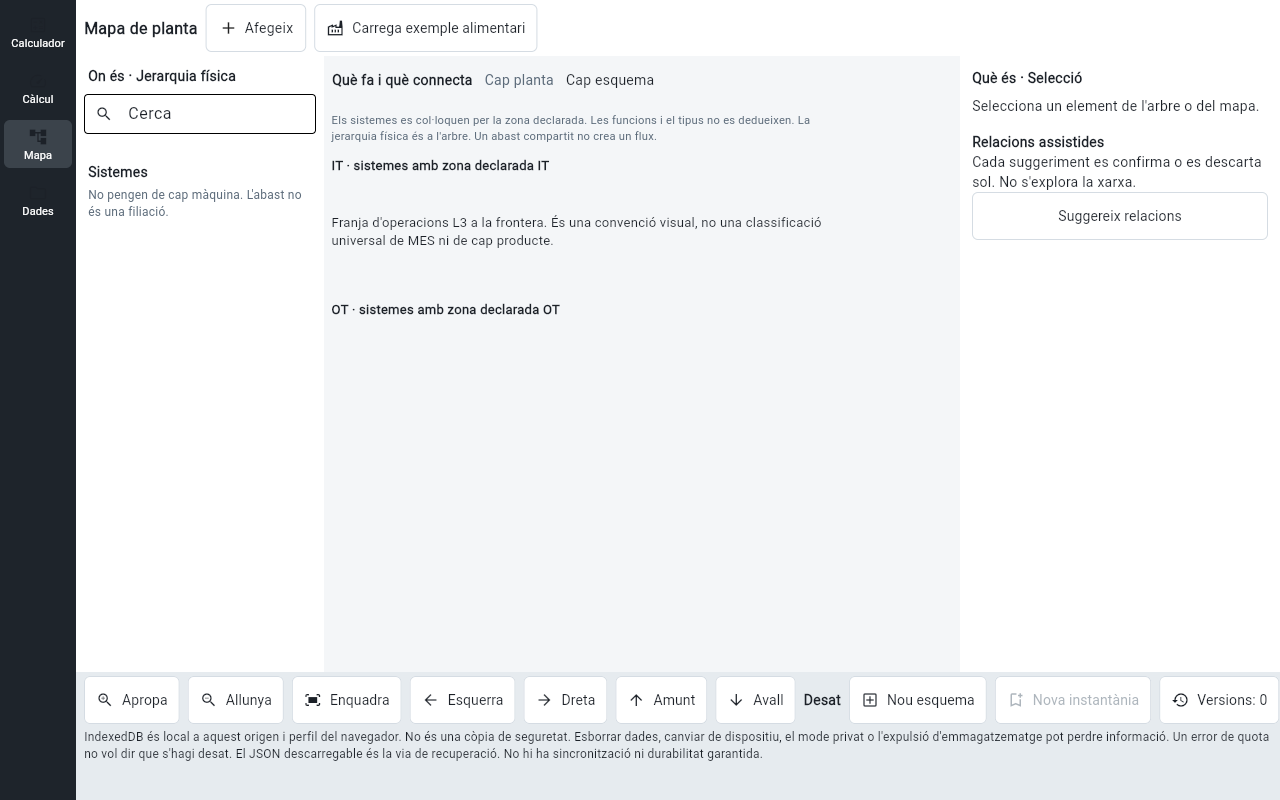 Calculador
Càlcul
Mapa
Dades
Mapa de planta
Afegeix
Carrega exemple alimentari
On és · Jerarquia física
Cerca
Sistemes
No pengen de cap màquina. L'abast no
és una filiació.
Què fa i què connecta
Cap planta
Cap esquema
Els sistemes es col·loquen per la zona declarada. Les funcions i el tipus no es dedueixen. La
jerarquia física és a l'arbre. Un abast compartit no crea un flux.
IT · sistemes amb zona declarada IT
Franja d'operacions L3 a la frontera. És una convenció visual, no una classificació
universal de MES ni de cap producte.
OT · sistemes amb zona declarada OT
Què és · Selecció
Selecciona un element de l'arbre o del mapa.
Relacions assistides
Cada suggeriment es confirma o es descarta
sol. No s'explora la xarxa.
Suggereix relacions
Apropa
Allunya
Enquadra
Esquerra
Dreta
Amunt
Avall
Desat
Nou esquema
Nova instantània
Versions: 0
IndexedDB és local a aquest origen i perfil del navegador. No és una còpia de seguretat. Esborrar dades, canviar de dispositiu, el mode privat o l'expulsió d'emmagatzematge pot perdre informació. Un error de quota
no vol dir que s'hagi desat. El JSON descarregable és la via de recuperació. No hi ha sincronització ni durabilitat garantida.